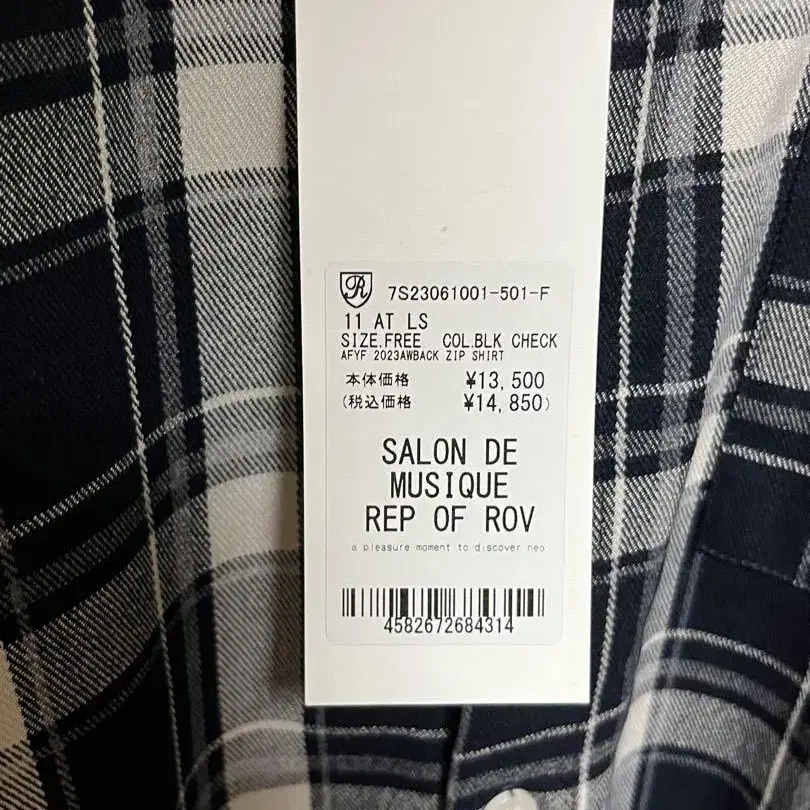 R
7S23061001-501-F
11 AT LS
SIZE.FREE COL.BLK CHECK
AFYF 2023AWBACK ZIP SHIRT
本体価格 ¥13,500
(税込価格 ¥14,850)
SALON DE
MUSIQUE
REP OF ROV
a pleasure moment to discover neo
4582672684314